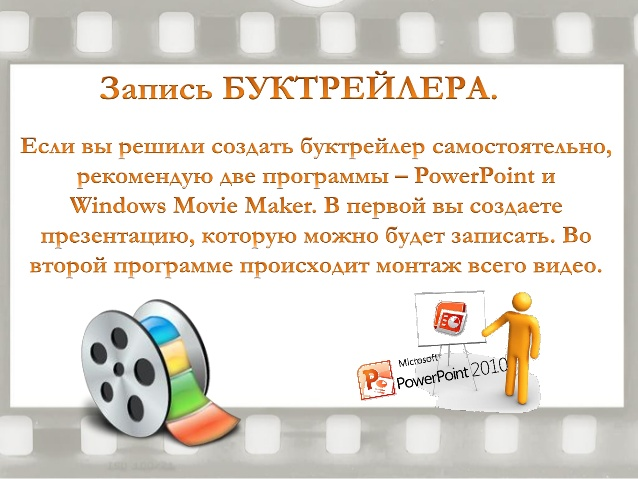 Запись БУКТРЕЙЛЕРА.
Если вы решили создать буктрейлер самостоятельно,
рекомендую две программы – PowerPoint и
Windows Movie Maker. В первой вы создаете
презентацию, которую можно будет записать. Во
второй программе происходит монтаж всего видео.
Microsoft®
PowerPoint 2010